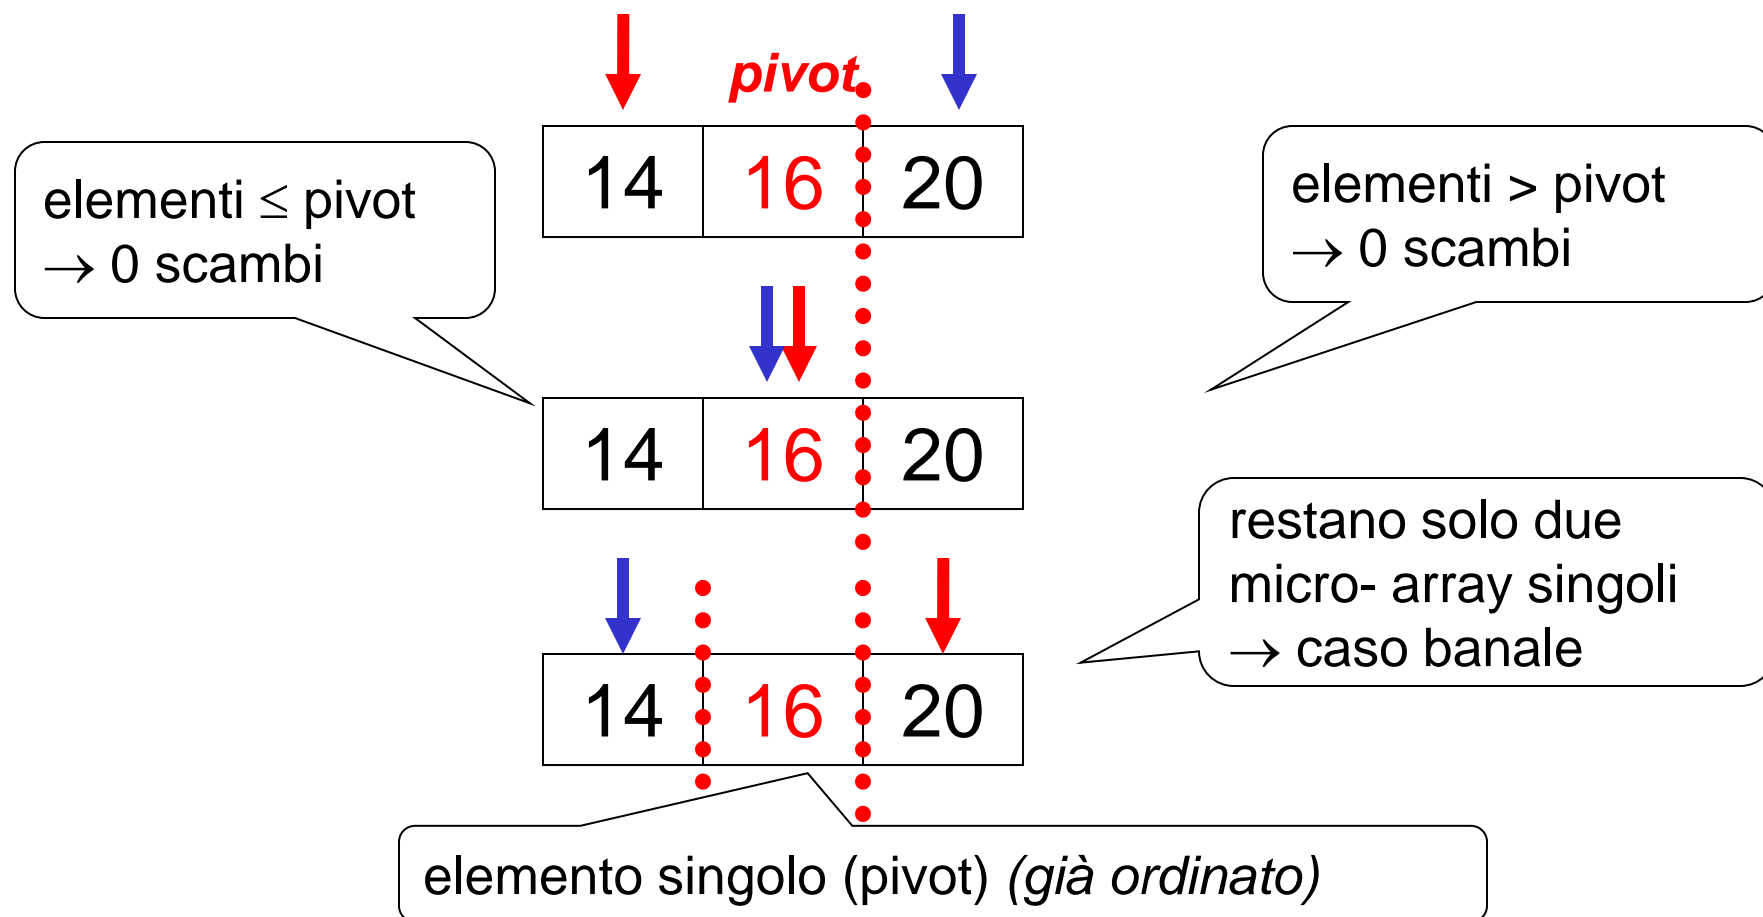 pivot
14 16 20
elementi ≤ pivot
→ 0 scambi
elementi > pivot
→ 0 scambi
14 16 20
restano solo due
micro- array singoli
→ caso banale
14 16 20
elemento singolo (pivot) (già ordinato)